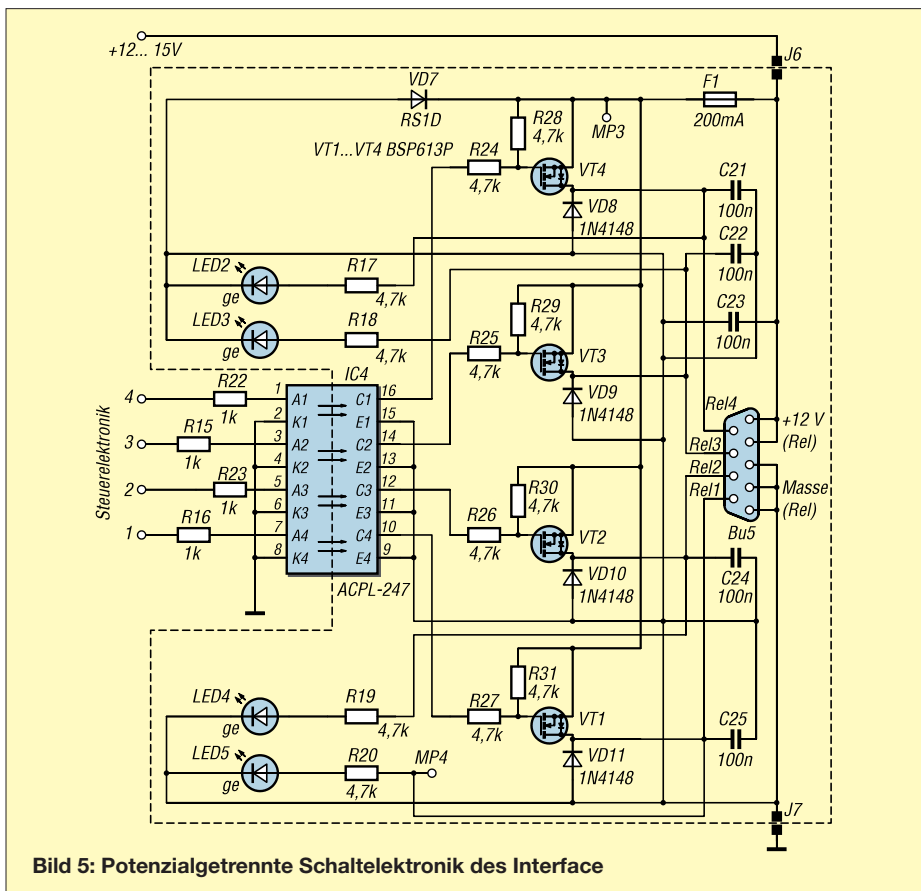 +12... 15V
J6
VD7
RS1D
F1
200mA
MP3
R28
4,7k
VT1...VT4 BSP613P
R24
4,7k
VT4
C21
100n
VD8
1N4148
C22
100n
LED2
ge
R17
4,7k
C23
100n
LED3
ge
R18
4,7k
R29
4,7k
R25
4,7k
VT3
VD9
1N4148
IC4
4
R22
1k
3
R15
1k
2
R23
1k
1
R16
1k
Steuerelektronik
1 A1 C1 16
2 K1 E1 15
3 A2 C2 14
4 K2 E2 13
5 A3 C3 12
6 K3 E3 11
7 A4 C4 10
8 K4 E4 9
ACPL-247
Rel4
Rel3
Rel2
Rel1
+12 V
(Rel)
Masse
(Rel)
Bu5
R30
4,7k
R26
4,7k
VT2
VD10
1N4148
C24
100n
R31
4,7k
R27
4,7k
VT1
VD11
1N4148
C25
100n
LED4
ge
R19
4,7k
LED5
ge
R20
4,7k
MP4
J7
Bild 5: Potenzialgetrennte Schaltelektronik des Interface